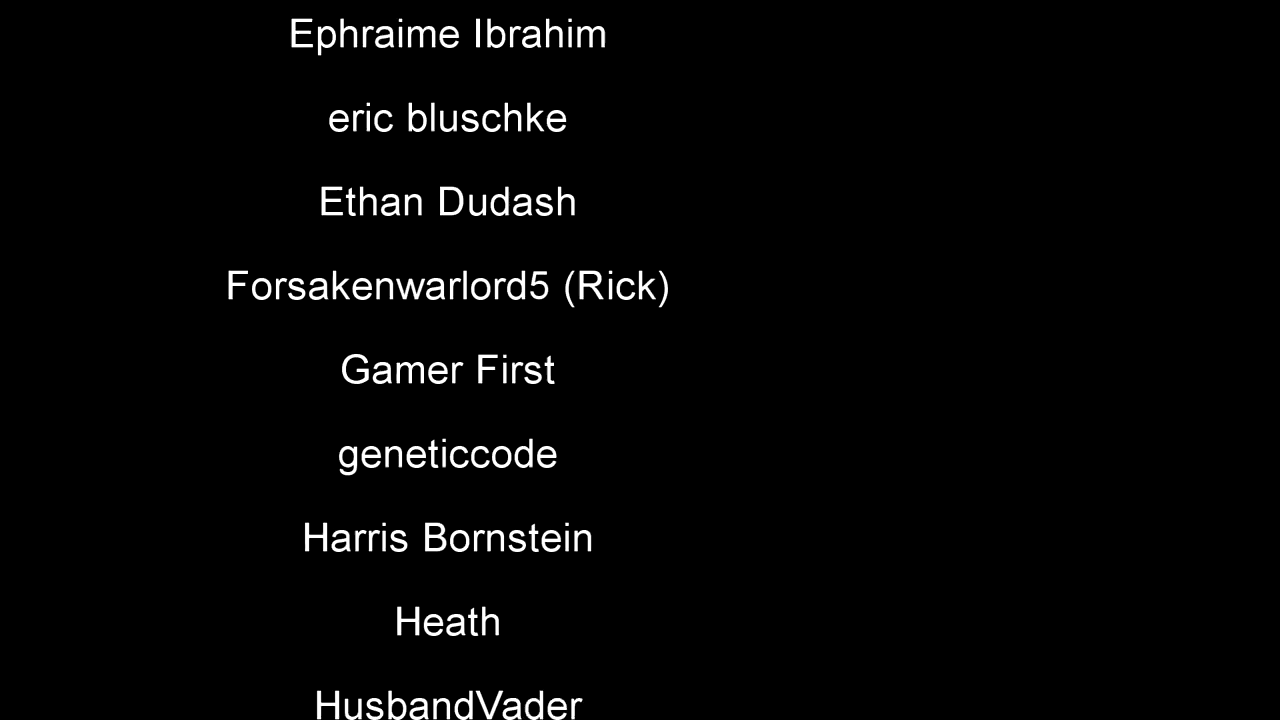 Ephraime Ibrahim
eric bluschke
Ethan Dudash
Forsakenwarlord5 (Rick)
Gamer First
geneticcode
Harris Bornstein
Heath
HusbandVader